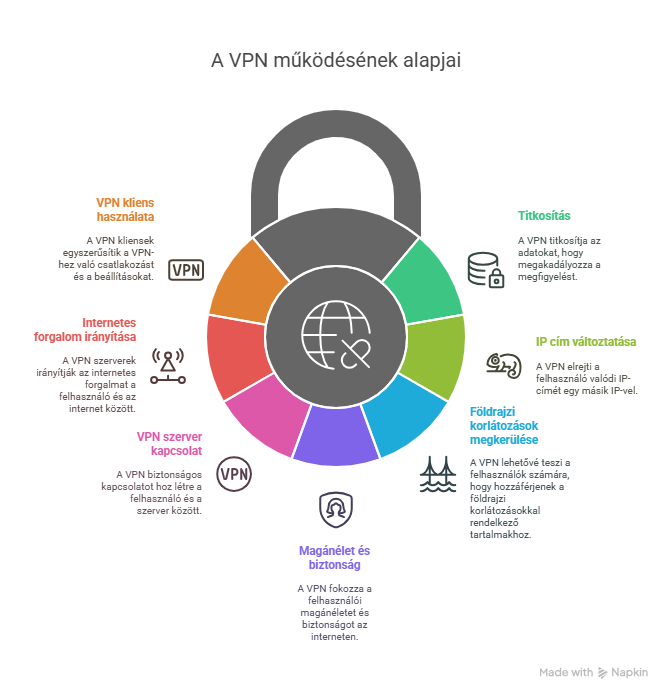 A VPN működésének alapjai
VPN kliens
használata
A VPN kliensek
egyszerűsítik a VPN-
hez való csatlakozást
és a beállításokat.
VPN
Titkosítás
A VPN titkosítja az
adatokat, hogy
megakadályozza a
megfigyelést.
Internetes
forgalom irányítása
A VPN szerverek
irányítják az internetes
forgalmat a
felhasználó és az
internet között.
IP cím változtatása
A VPN elrejti a
felhasználó valódi IP-
címét egy másik IP-vel.
VPN szerver
kapcsolat
A VPN biztonságos
kapcsolatot hoz létre a
felhasználó és a
szerver között.
VPN
Földrajzi
korlátozások
megkerülése
A VPN lehetővé teszi a
felhasználók számára,
hogy hozzáférjenek a
földrajzi
korlátozásokkal
rendelkező
tartalmakhoz.
Magánélet és
biztonság
A VPN fokozza a
felhasználói
magánéletet és
biztonságot az
interneten.
Made with Napkin